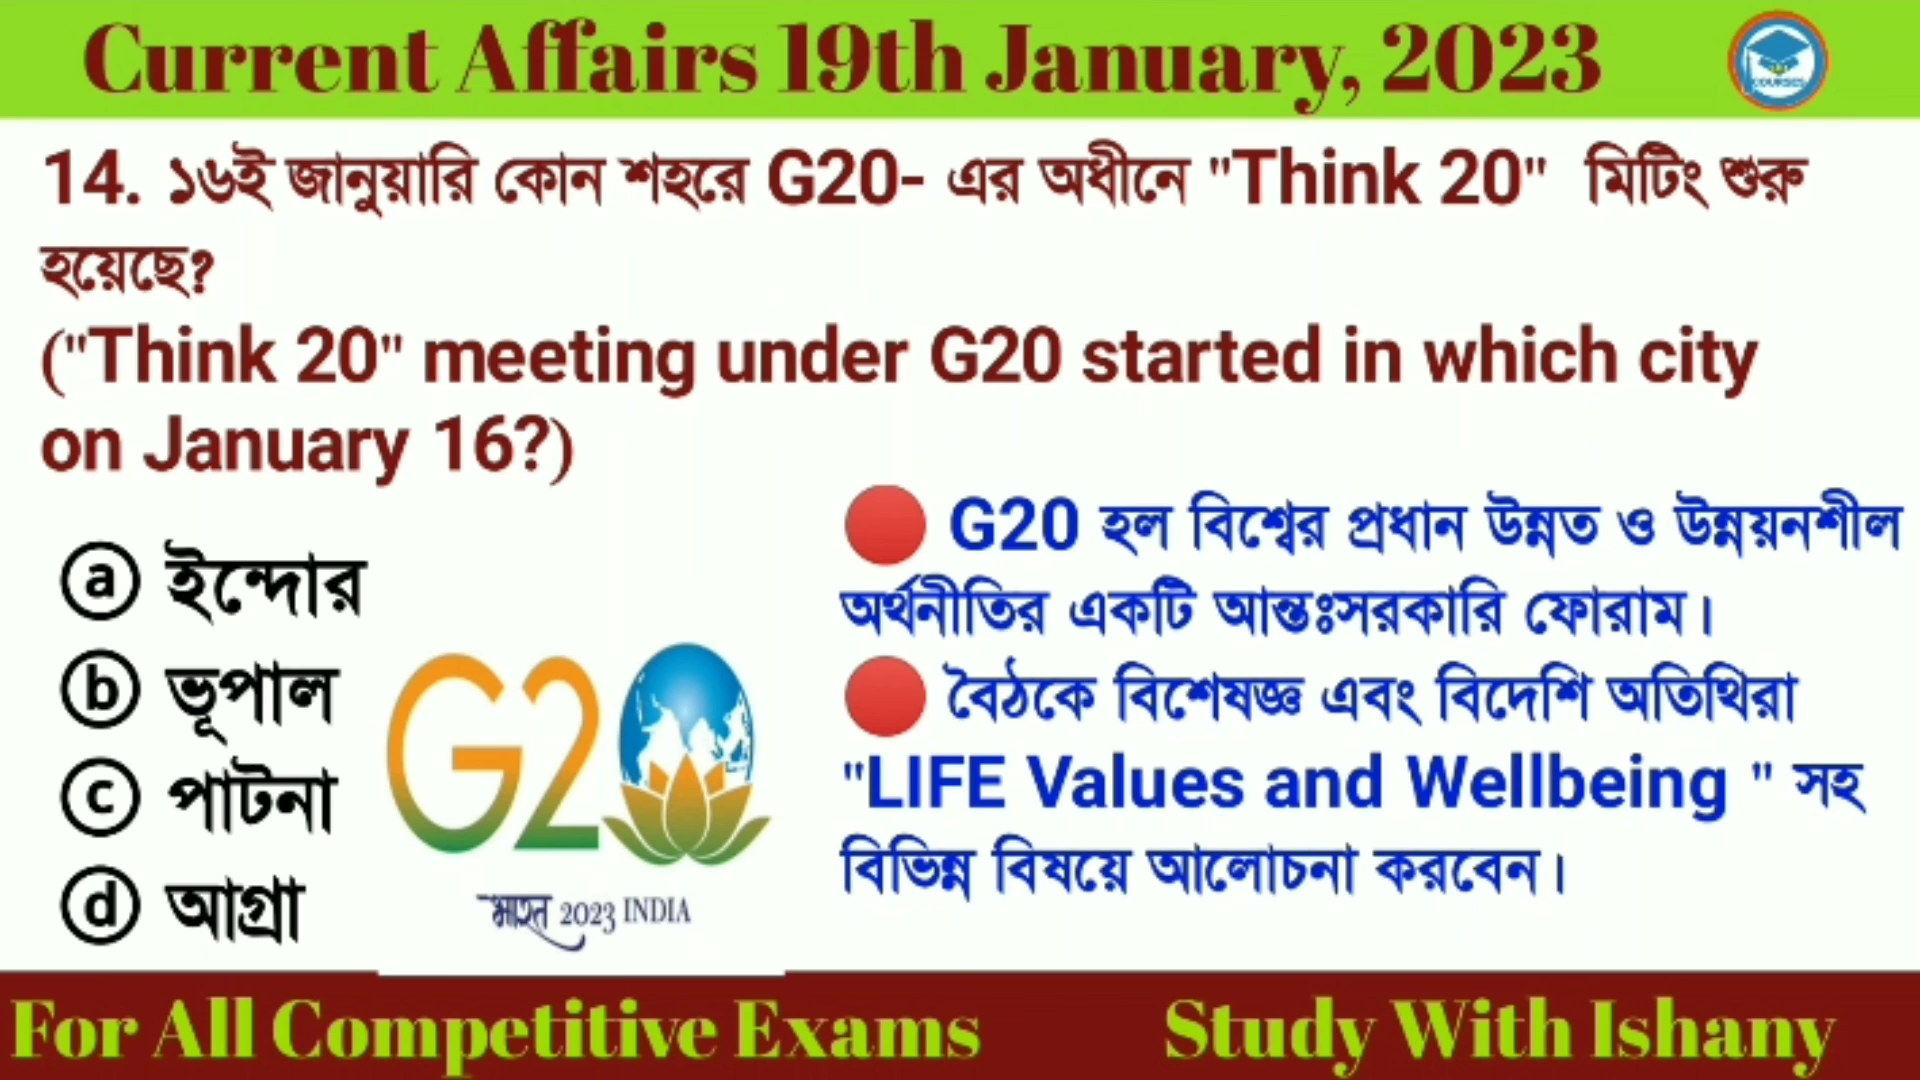 Current Affairs 19th January, 2023
COURSES
14. ১৬ই জানুয়ারি কোন শহরে G20- এর অধীনে "Think 20" মিটিং শুরু
হয়েছে?
("Think 20" meeting under G20 started in which city
on January 16?)
ⓐ ইন্দোর
ⓑ ভূপাল
ⓒ পাটনা
ⓓ আগ্রা
G20
2023 INDIA
🔴 G20 হল বিশ্বের প্রধান উন্নত ও উন্নয়নশীল
অর্থনীতির একটি আন্তঃসরকারি ফোরাম।
🔴 বৈঠকে বিশেষজ্ঞ এবং বিদেশি অতিথিরা
"LIFE Values and Wellbeing " সহ
বিভিন্ন বিষয়ে আলোচনা করবেন।
For All Competitive Exams
Study With Ishany